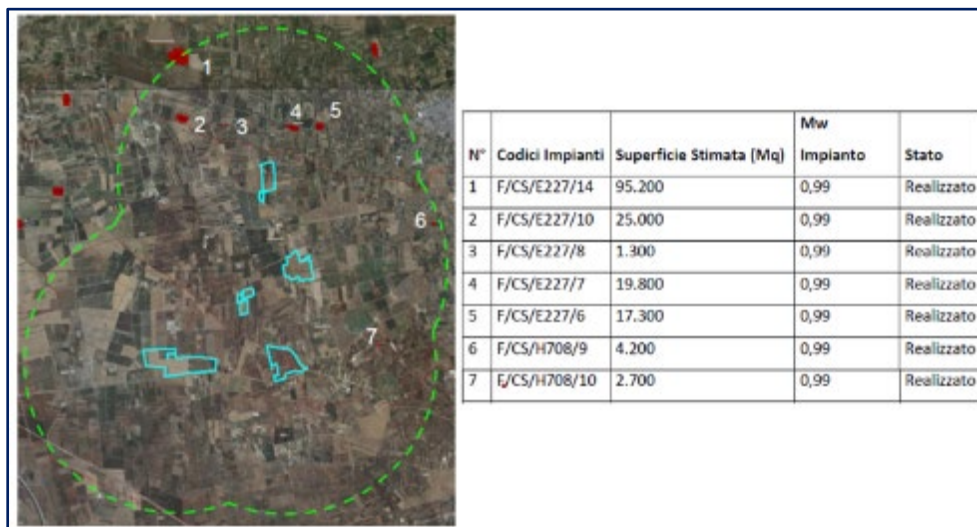 1
2
3
4
5
6
7
N° Codici Impianti Superficie Stimata (Mq) Mw Impianto Stato
1 F/CS/E227/14 95.200 0,99 Realizzato
2 F/CS/E227/10 25.000 0,99 Realizzato
3 F/CS/E227/8 1.300 0,99 Realizzato
4 F/CS/E227/7 19.800 0,99 Realizzato
5 F/CS/E227/6 17.300 0,99 Realizzato
6 F/CS/H708/9 4.200 0,99 Realizzato
7 F/CS/H708/10 2.700 0,99 Realizzato